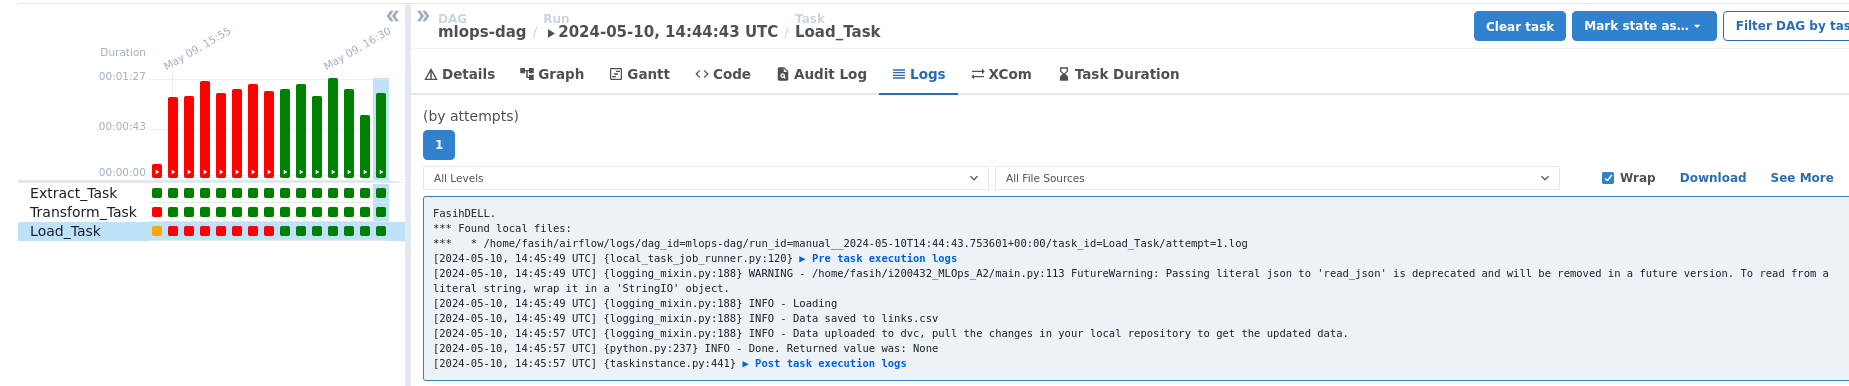 «
»
DAG
Run
Task
mlops-dag / 2024-05-10, 14:44:43 UTC / Load_Task
Clear task
Mark state as...
Filter DAG by tas
Duration
May 09, 15:55
May 09, 16:30
00:01:27
00:00:43
00:00:00
Extract_Task
Transform_Task
Load_Task
Details
Graph
Gantt
Code
Audit Log
Logs
XCom
Task Duration
(by attempts)
1
All Levels
All File Sources
Wrap
Download
See More
FasihDELL.
*** Found local files:
***   * /home/fasih/airflow/logs/dag_id=mlops-dag/run_id=manual__2024-05-10T14:44:43.753601+00:00/task_id=Load_Task/attempt=1.log
[2024-05-10, 14:45:49 UTC] {local_task_job_runner.py:120} ▶ Pre task execution logs
[2024-05-10, 14:45:49 UTC] {logging_mixin.py:188} WARNING - /home/fasih/i200432_MLOps_A2/main.py:113 FutureWarning: Passing literal json to 'read_json' is deprecated and will be removed in a future version. To read from a
literal string, wrap it in a 'StringIO' object.
[2024-05-10, 14:45:49 UTC] {logging_mixin.py:188} INFO - Loading
[2024-05-10, 14:45:49 UTC] {logging_mixin.py:188} INFO - Data saved to links.csv
[2024-05-10, 14:45:57 UTC] {logging_mixin.py:188} INFO - Data uploaded to dvc, pull the changes in your local repository to get the updated data.
[2024-05-10, 14:45:57 UTC] {python.py:237} INFO - Done. Returned value was: None
[2024-05-10, 14:45:57 UTC] {taskinstance.py:441} ▶ Post task execution logs